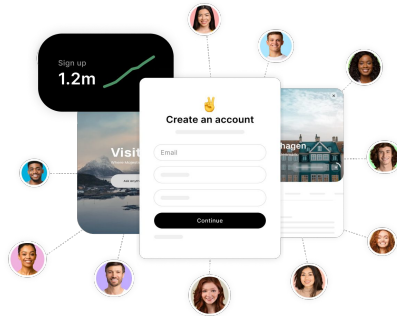 Sign up
1.2m
Create an account
Visit
hagen
Email
Continue